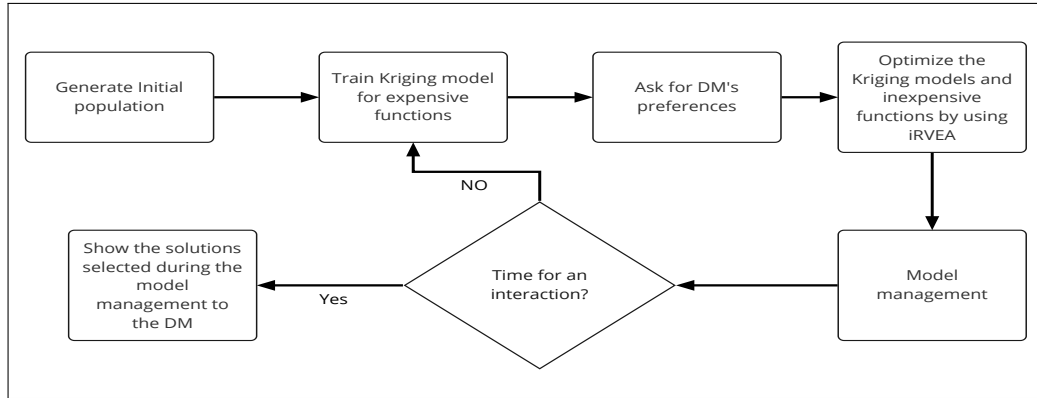 Generate Initial
population
Train Kriging model
for expensive
functions
Ask for DM's
preferences
Optimize the
Kriging models and
inexpensive
functions by using
iRVEA
NO
Show the solutions
selected during the
model
management to
the DM
Yes
Time for an
interaction?
Model
management